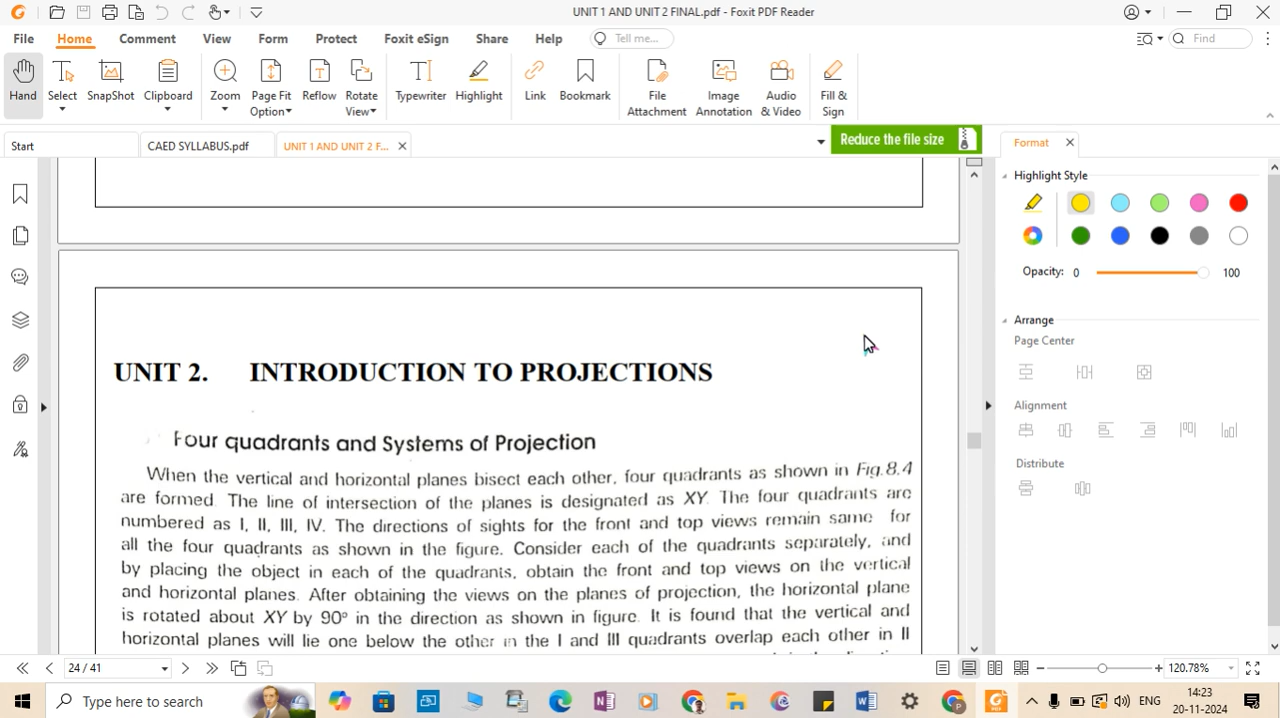 UNIT 1 AND UNIT 2 FINAL.pdf - Foxit PDF Reader
File Home Comment View Form Protect Foxit eSign Share Help Tell me... Find
Hand Select SnapShot Clipboard Zoom Page Fit Option Reflow Rotate View Typewriter Highlight Link Bookmark File Attachment Image Annotation Audio & Video Fill & Sign
Start CAED SYLLABUS.pdf UNIT 1 AND UNIT 2 F... Reduce the file size Format
Highlight Style
Opacity: 0 100
Arrange
Page Center
Alignment
Distribute
UNIT 2. INTRODUCTION TO PROJECTIONS
Four quadrants and Systems of Projection
When the vertical and horizontal planes bisect each other, four quadrants as shown in Fig.8.4
are formed. The line of intersection of the planes is designated as XY. The four quadrants are
numbered as I, II, III, IV. The directions of sights for the front and top views remain same for
all the four quadrants as shown in the figure. Consider each of the quadrants separately, and
by placing the object in each of the quadrants, obtain the front and top views on the vertical
and horizontal planes. After obtaining the views on the planes of projection, the horizontal plane
is rotated about XY by 90° in the direction as shown in figure. It is found that the vertical and
horizontal planes will lie one below the other in the I and III quadrants overlap each other in II
24 / 41 120.78%
Type here to search ENG 14:23
20-11-2024